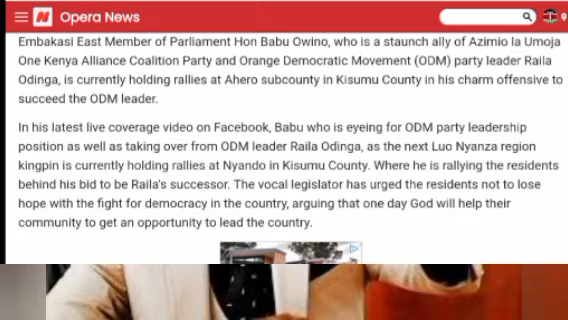 Opera News
Embakasi East Member of Parliament Hon Babu Owino, who is a staunch ally of Azimio la Umoja
One Kenya Alliance Coalition Party and Orange Democratic Movement (ODM) party leader Raila
Odinga, is currently holding rallies at Ahero subcounty in Kisumu County in his charm offensive to
succeed the ODM leader.
In his latest live coverage video on Facebook, Babu who is eyeing for ODM party leadership
position as well as taking over from ODM leader Raila Odinga, as the next Luo Nyanza region
kingpin is currently holding rallies at Nyando in Kisumu County. Where he is rallying the residents
behind his bid to be Raila's successor. The vocal legislator has urged the residents not to lose
hope with the fight for democracy in the country, arguing that one day God will help their
community to get an opportunity to lead the country.